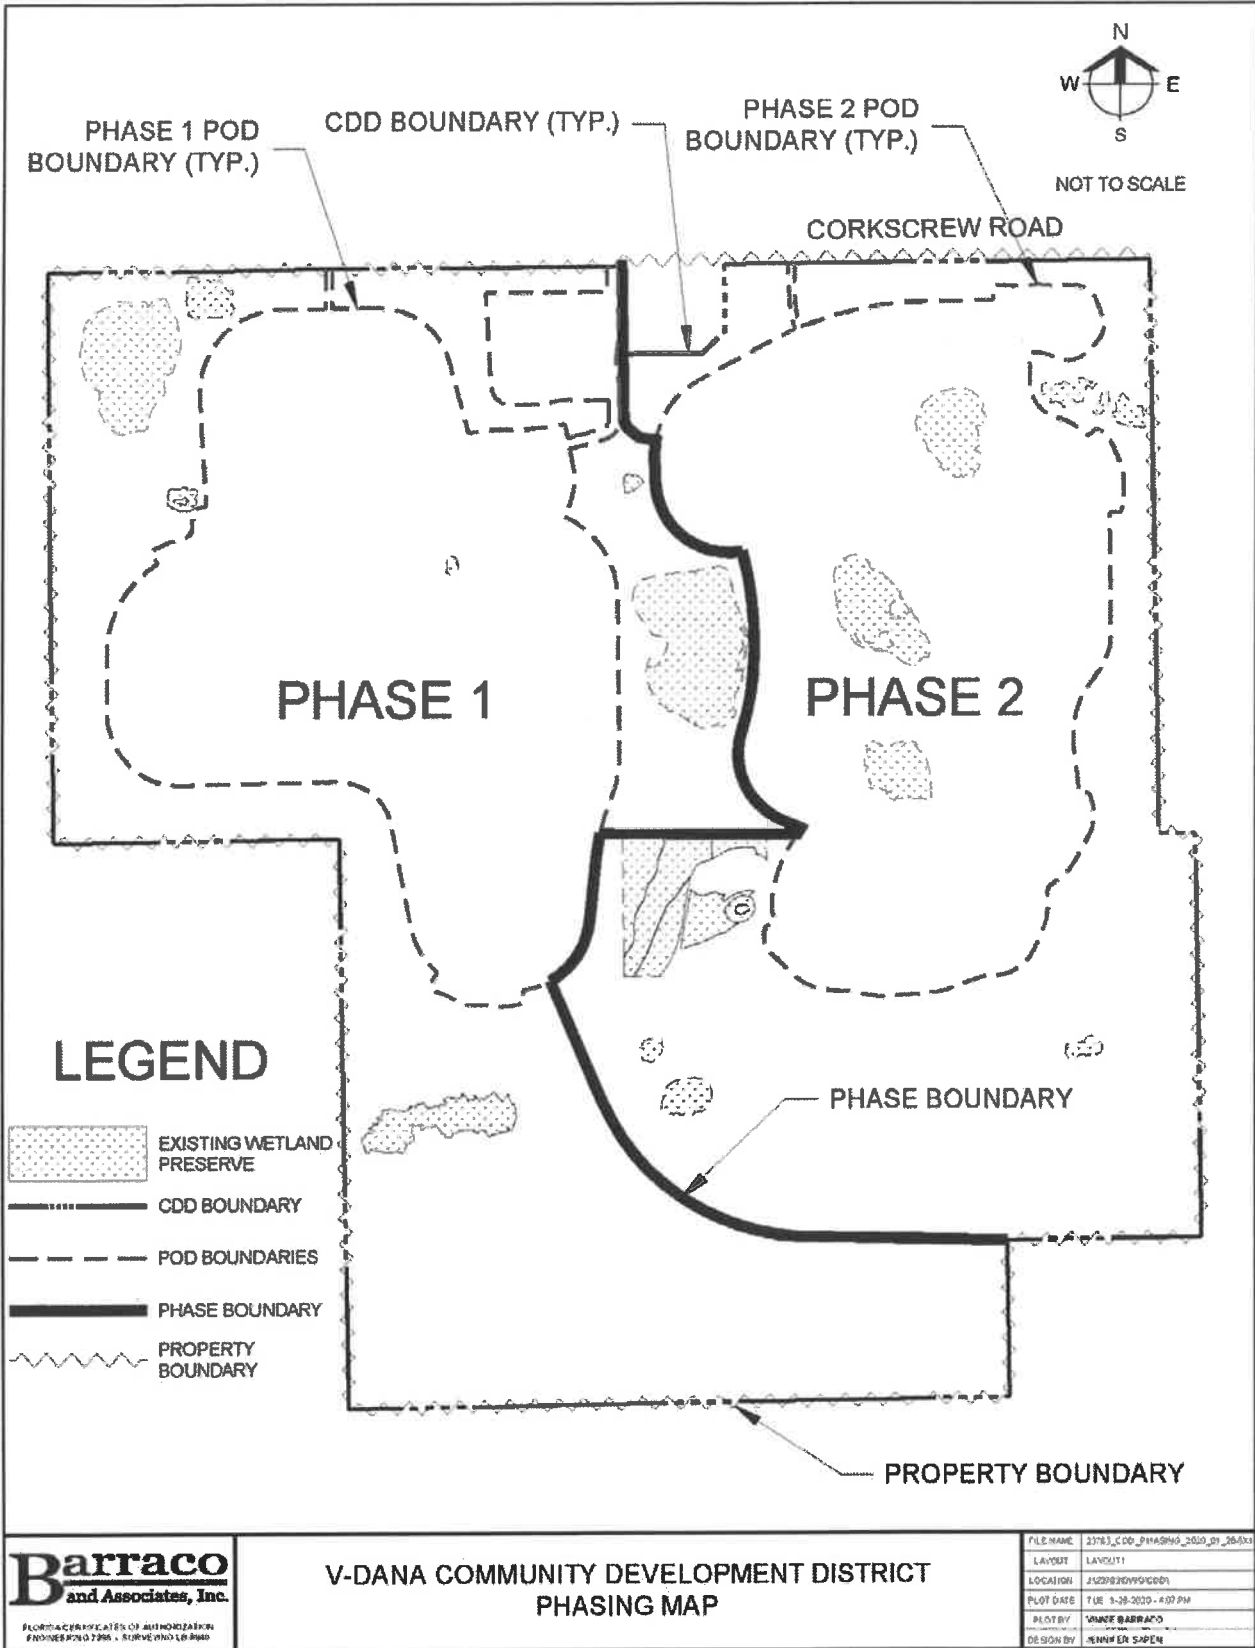 N
W E
S
NOT TO SCALE
PHASE 1 POD
BOUNDARY (TYP.)
CDD BOUNDARY (TYP.)
PHASE 2 POD
BOUNDARY (TYP.)
CORKSCREW ROAD
PHASE 1
PHASE 2
LEGEND
EXISTING WETLAND
PRESERVE
CDD BOUNDARY
POD BOUNDARIES
PHASE BOUNDARY
PROPERTY
BOUNDARY
PHASE BOUNDARY
PROPERTY BOUNDARY
Barraco
and Associates, Inc.
V-DANA COMMUNITY DEVELOPMENT DISTRICT
PHASING MAP
FILE NAME
LAYOUT LAYOUT1
LOCATION
PLOT DATE
PLOT BY VINNIE BARRACO
DESIGN BY JENNIFER SAPEN